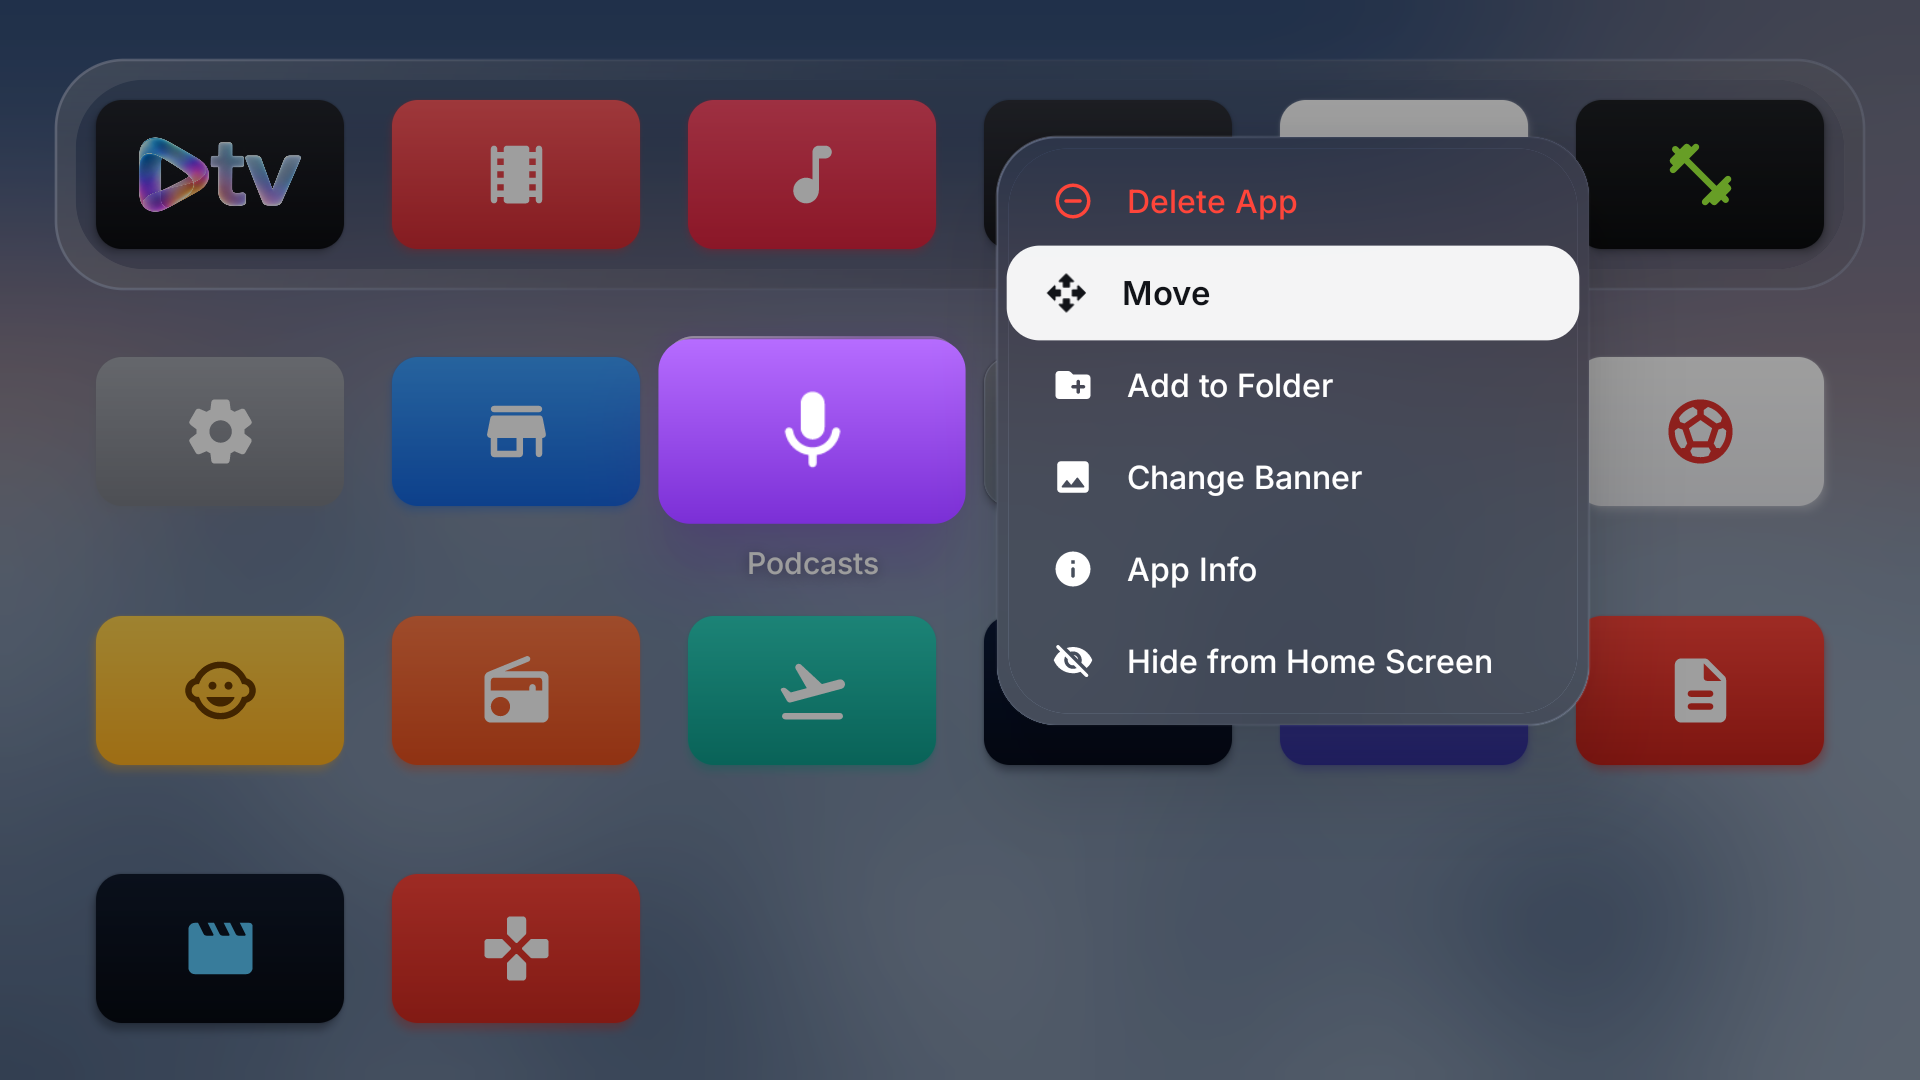 tv
Delete App
Move
Add to Folder
Change Banner
App Info
Hide from Home Screen
Podcasts